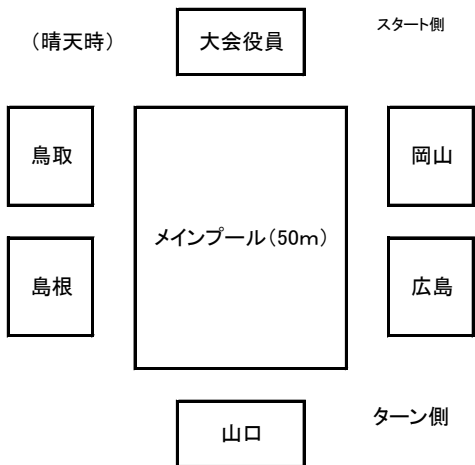 （晴天時）
大会役員
スタート側
鳥取
岡山
メインプール（50m）
島根
広島
山口
ターン側